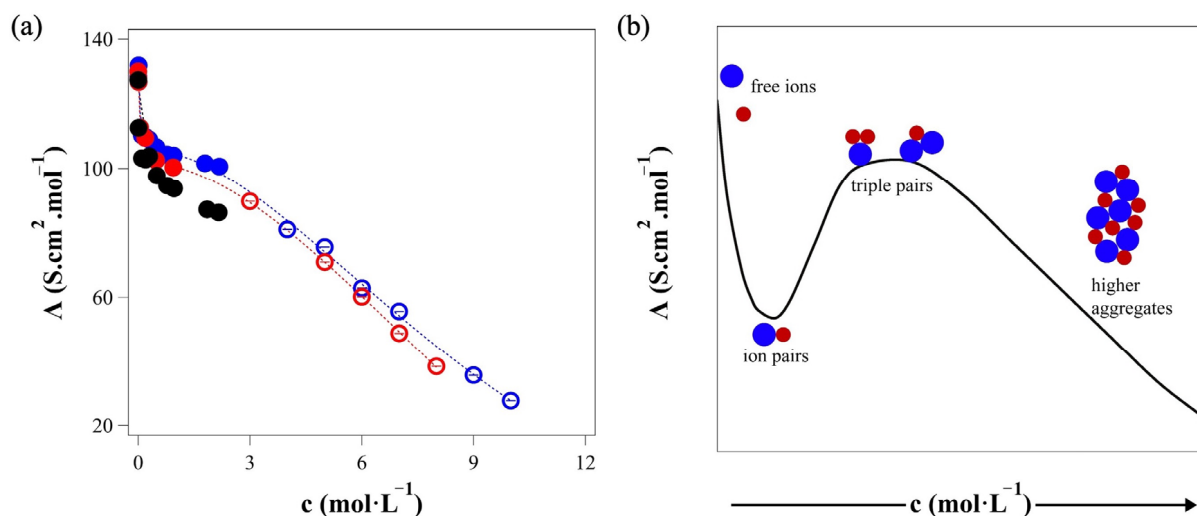 (a)
140
100
60
20
Λ (S.cm² .mol⁻¹)
0 3 6 9 12
c (mol·L⁻¹)
(b)
Λ (S.cm² .mol⁻¹)
free ions
triple pairs
ion pairs
higher
aggregates
c (mol·L⁻¹)